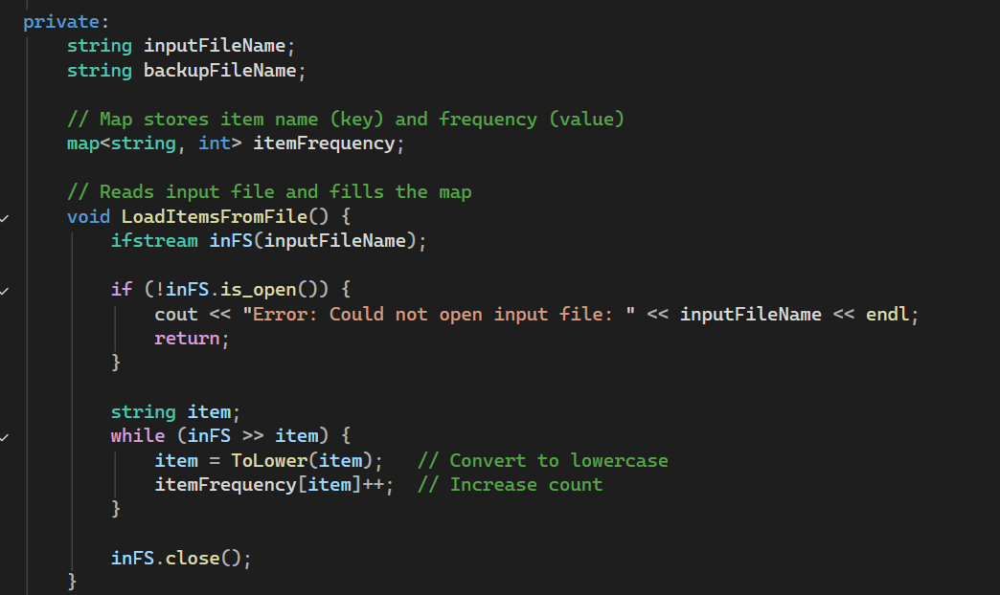 private:
    string inputFileName;
    string backupFileName;

    // Map stores item name (key) and frequency (value)
    map<string, int> itemFrequency;

    // Reads input file and fills the map
    void LoadItemsFromFile() {
        ifstream inFS(inputFileName);

        if (!inFS.is_open()) {
            cout << "Error: Could not open input file: " << inputFileName << endl;
            return;
        }

        string item;
        while (inFS >> item) {
            item = ToLower(item);   // Convert to lowercase
            itemFrequency[item]++;  // Increase count
        }

        inFS.close();
    }